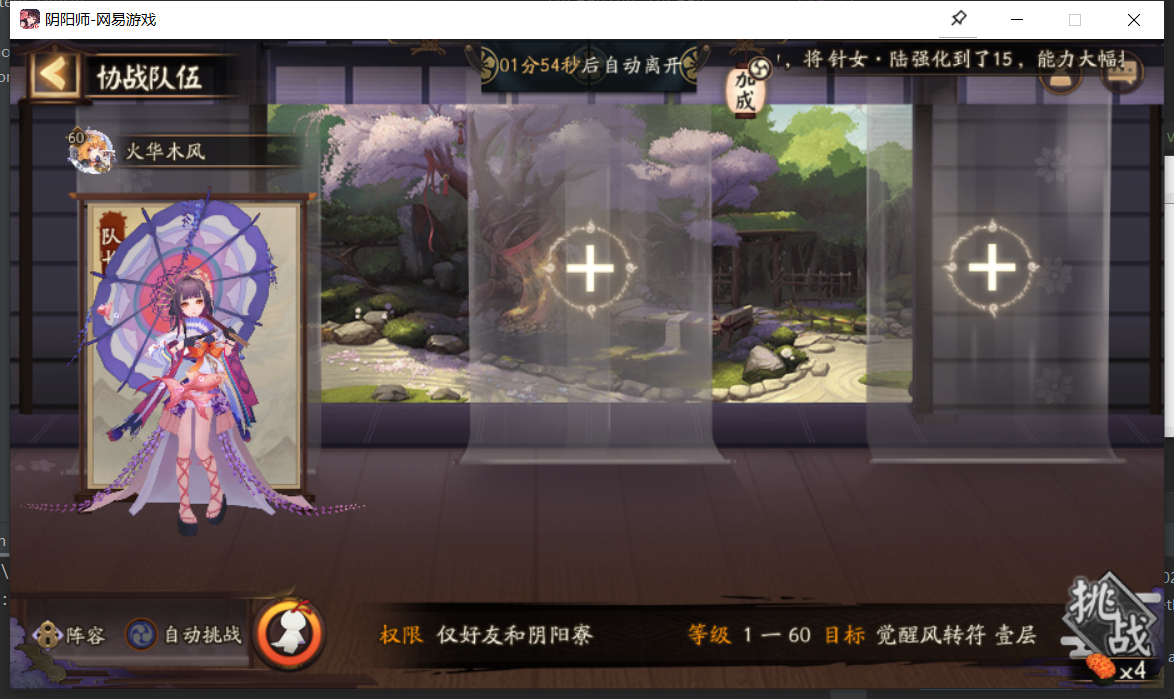 阴阳师-网易游戏
协战队伍
01分54秒后自动离开
加成
，将针女·陆强化到了15，能力大幅
60
火华木风
队
阵容
自动挑战
权限 仅好友和阴阳寮
等级 1 — 60 目标 觉醒风转符 壹层
挑战
x4